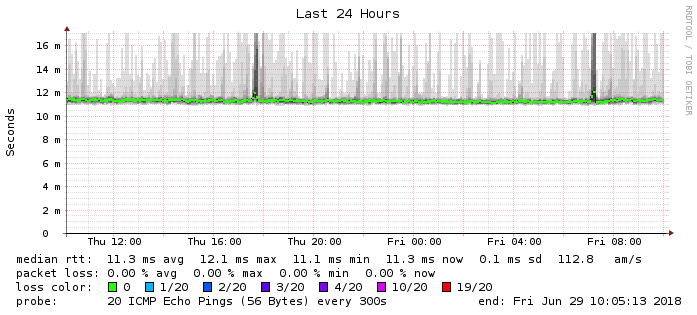 Last 24 Hours
RRDTOOL / TOBI OETIKER
Seconds
16 m
14 m
12 m
10 m
8 m
6 m
4 m
2 m
0
Thu 12:00 Thu 16:00 Thu 20:00 Fri 00:00 Fri 04:00 Fri 08:00
median rtt: 11.3 ms avg 12.1 ms max 11.1 ms min 11.3 ms now 0.1 ms sd 112.8 am/s
packet loss: 0.00 % avg 0.00 % max 0.00 % min 0.00 % now
loss color: 0 1/20 2/20 3/20 4/20 10/20 19/20
probe: 20 ICMP Echo Pings (56 Bytes) every 300s end: Fri Jun 29 10:05:13 2018